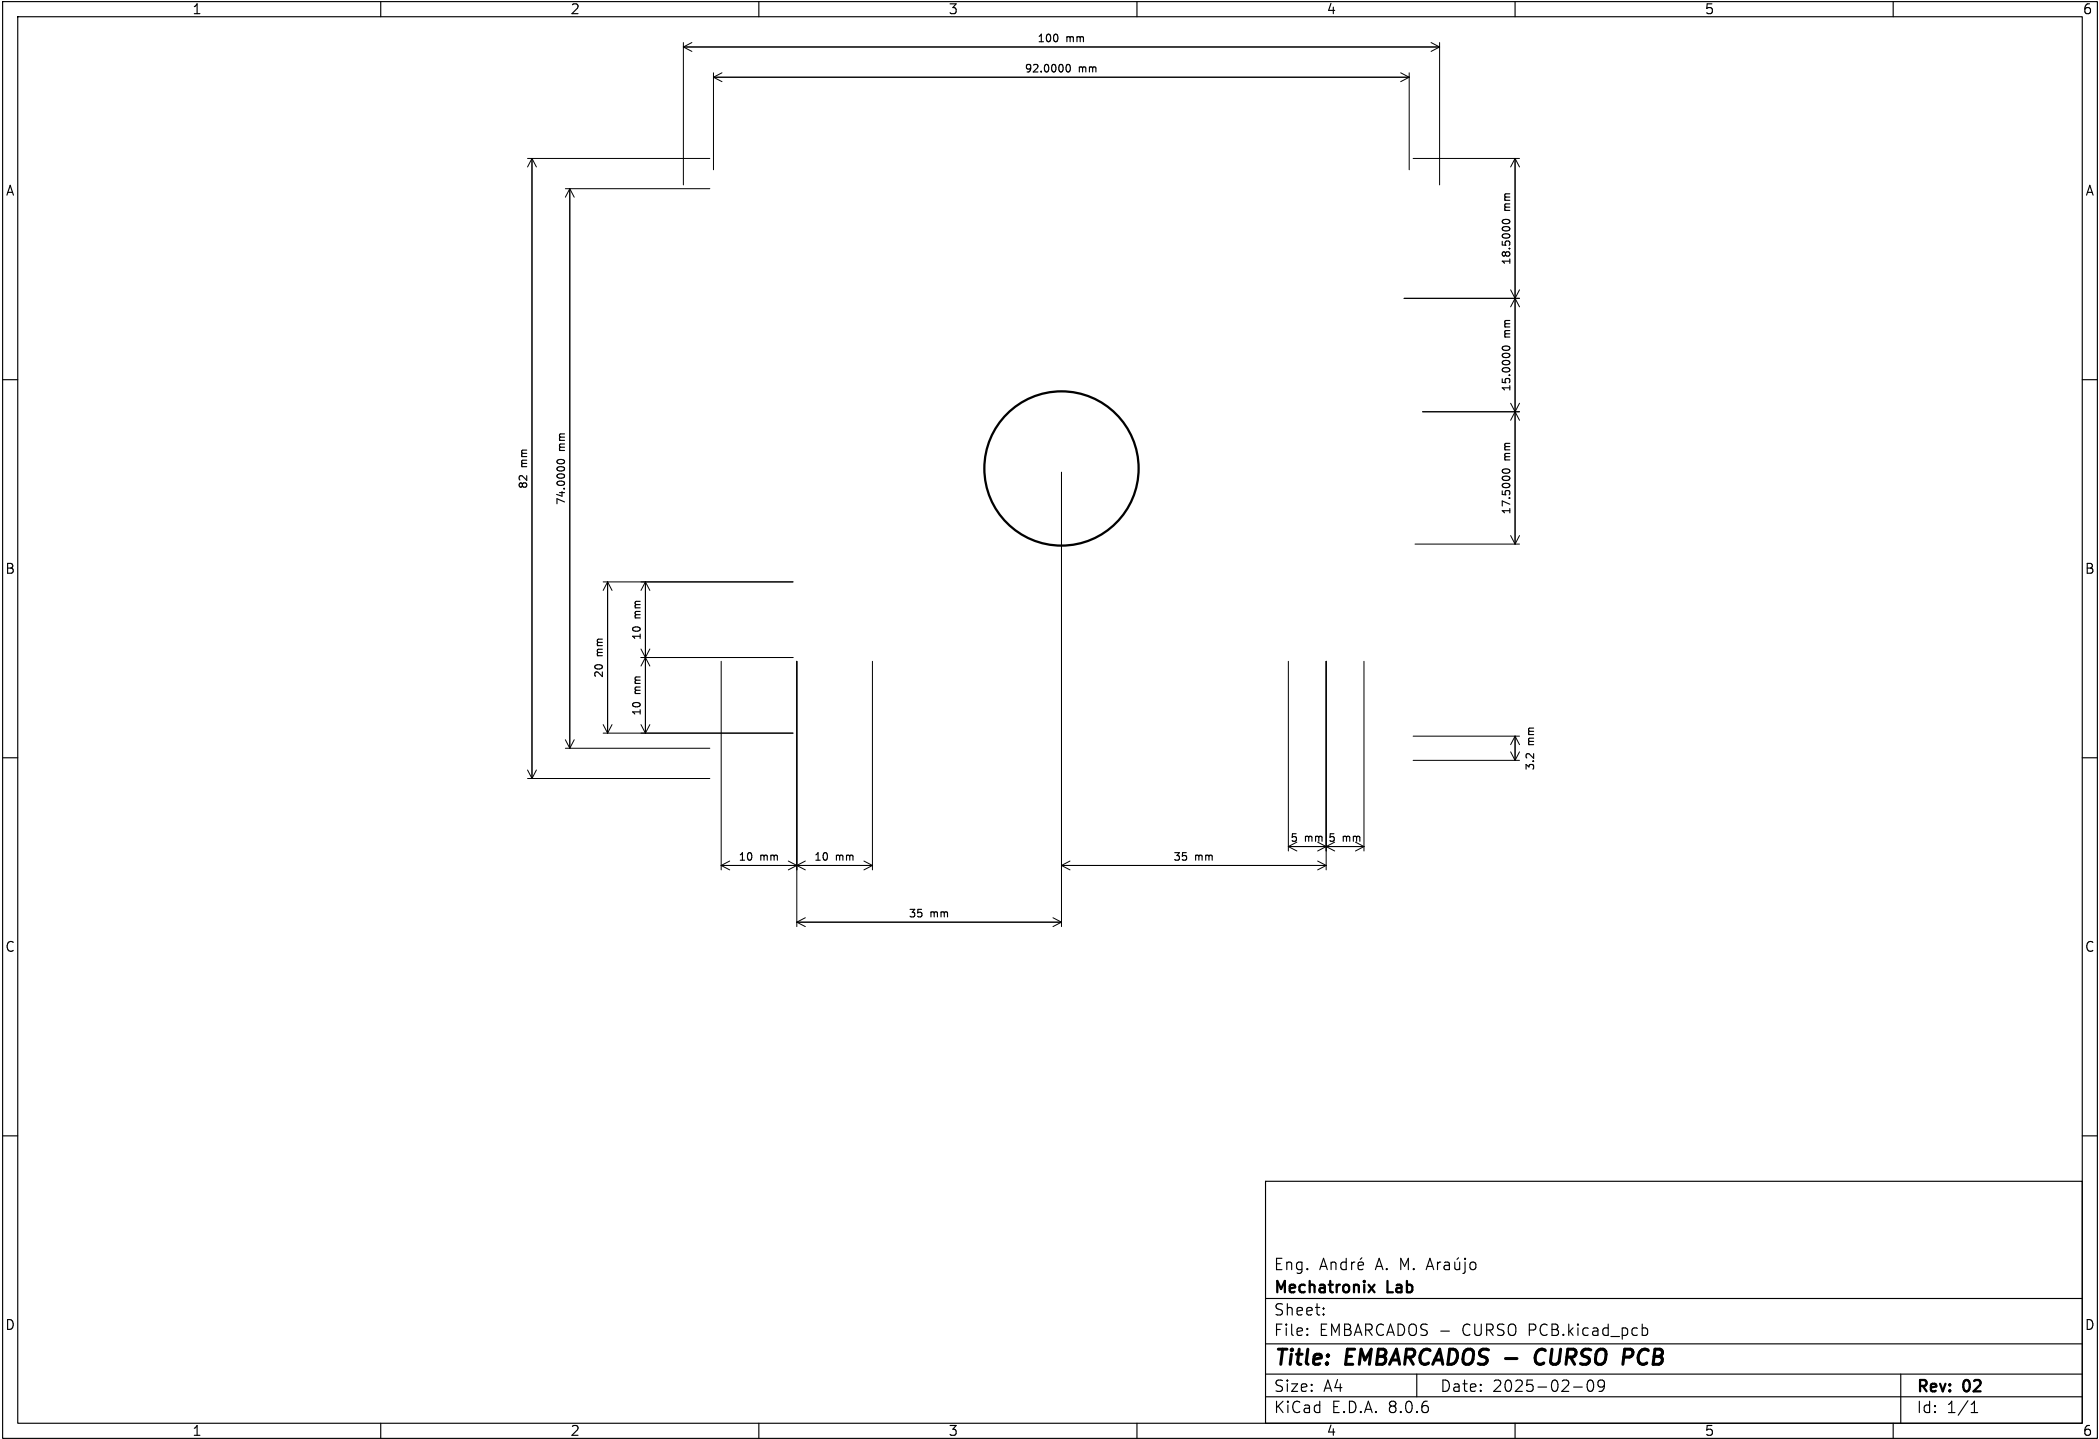 1 2 3 4 5 6
100 mm
92.0000 mm
A A
18.5000 mm
15.0000 mm
82 mm
74.0000 mm
17.5000 mm
B B
10 mm
20 mm
10 mm
3.2 mm
5 mm 5 mm
10 mm 10 mm 35 mm
35 mm
C C
Eng. André A. M. Araújo
Mechatronix Lab
Sheet:
File: EMBARCADOS - CURSO PCB.kicad_pcb
D D
Title: EMBARCADOS - CURSO PCB
Size: A4 Date: 2025-02-09 Rev: 02
KiCad E.D.A. 8.0.6 Id: 1/1
1 2 3 4 5 6